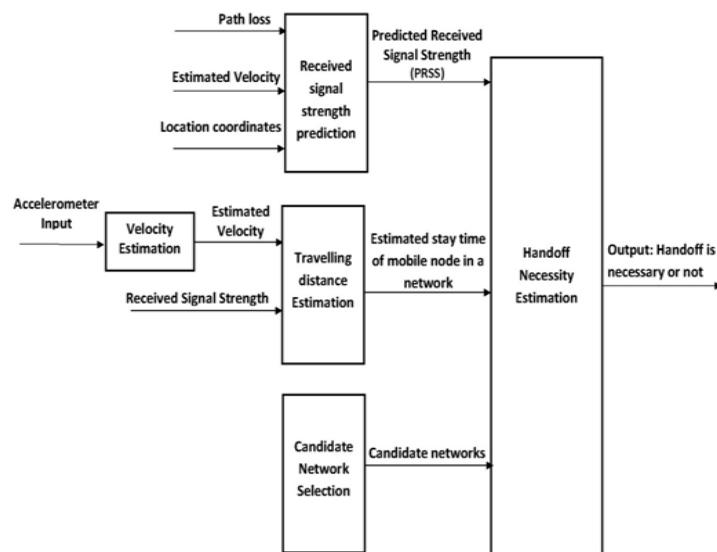 Path loss
Estimated Velocity
Location coordinates
Received
signal
strength
prediction
Predicted Received
Signal Strength
(PRSS)
Accelerometer
Input
Velocity
Estimation
Estimated
Velocity
Received Signal Strength
Travelling
distance
Estimation
Estimated stay time
of mobile node in a
network
Handoff
Necessity
Estimation
Output: Handoff is
necessary or not
Candidate
Network
Selection
Candidate networks